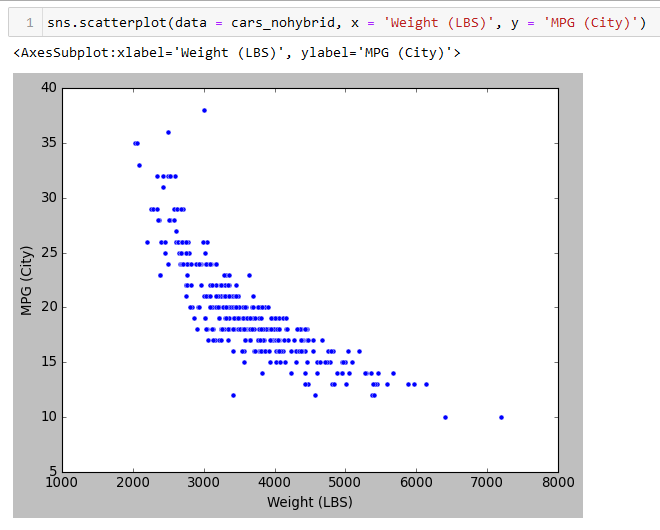 1 sns.scatterplot(data = cars_nohybrid, x = 'Weight (LBS)', y = 'MPG (City)')
<AxesSubplot:xlabel='Weight (LBS)', ylabel='MPG (City)'>
40
35
30
25
20
15
10
5
MPG (City)
1000 2000 3000 4000 5000 6000 7000 8000
Weight (LBS)